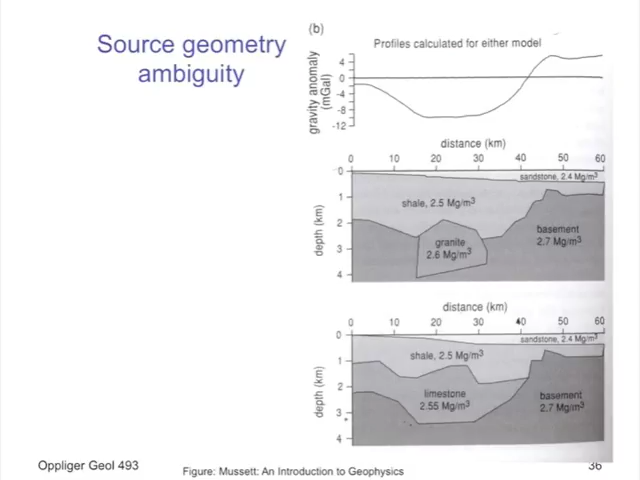 Source geometry
ambiguity
(b)
Profiles calculated for either model
gravity anomaly
(mGal)
4
0
-4
-8
-12
distance (km)
0 10 20 30 40 50 60
depth (km)
0
1
2
3
4
sandstone, 2.4 Mg/m³
shale, 2.5 Mg/m³
granite
2.6 Mg/m³
basement
2.7 Mg/m³
distance (km)
0 10 20 30 40 50 60
depth (km)
0
1
2
3
4
sandstone, 2.4 Mg/m³
shale, 2.5 Mg/m³
limestone
2.55 Mg/m³
basement
2.7 Mg/m³
Oppliger Geol 493
Figure: Mussett: An Introduction to Geophysics
36